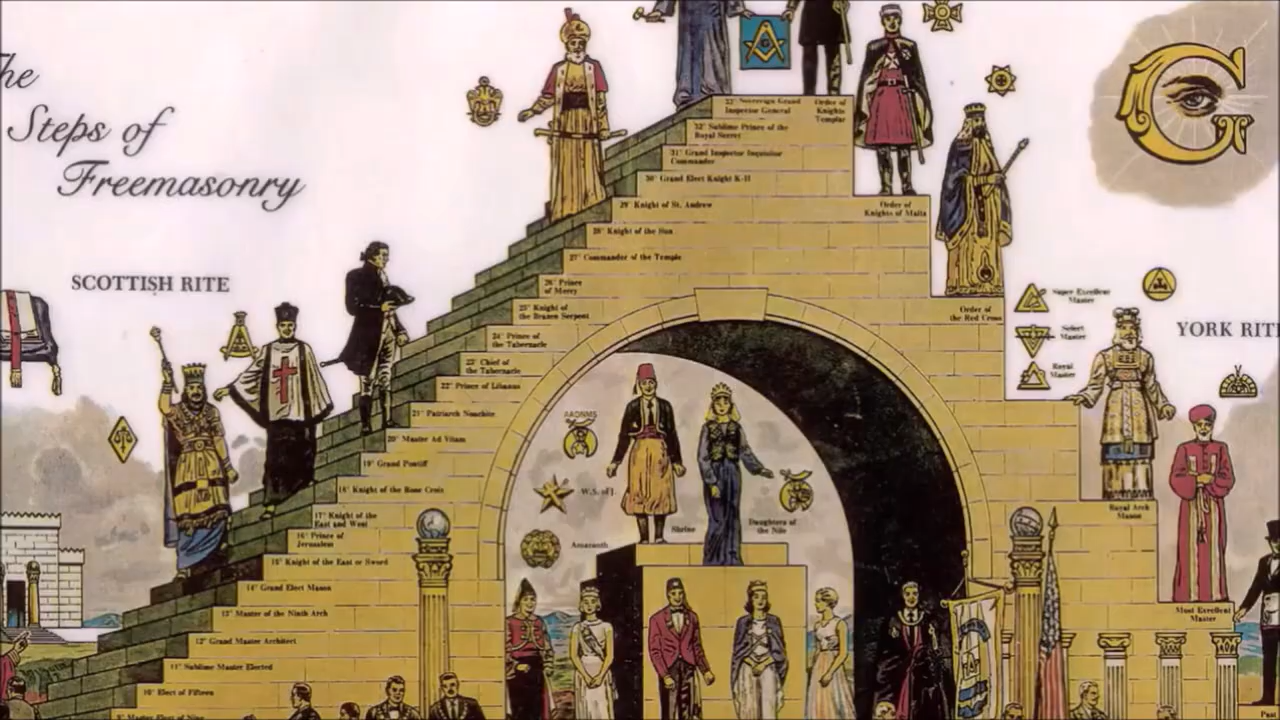 The
Steps of
Freemasonry
SCOTTISH RITE
33° Sovereign Grand
Inspector General
32° Sublime Prince of the
Royal Secret
31° Grand Inspector Inquisitor
Commander
30° Grand Elect Knight K-H
29° Knight of St. Andrew
28° Knight of the Sun
27° Commander of the Temple
26° Prince
of Mercy
25° Knight of
the Brazen Serpent
24° Prince of
the Tabernacle
23° Chief of
the Tabernacle
22° Prince of Libanus
21° Patriarch Noachite
20° Master Ad Vitam
19° Grand Pontiff
18° Knight of the Rose Croix
17° Knight of the
East and West
16° Prince of
Jerusalem
15° Knight of the East or Sword
14° Grand Elect Mason
13° Master of the Ninth Arch
12° Grand Master Architect
11° Sublime Master Elected
10° Elect of Fifteen
9° Master Elect of Nine
Order of
Knights
Templar
Order of
Knights of Malta
Order of
the Red Cross
G
Super Excellent
Master
Select
Master
Royal
Master
YORK RIT
Royal Arch
Mason
Most Excellent
Master
Past
AAONMS
W.S. of J.
Amaranth
Shrine
Daughters of
the Nile